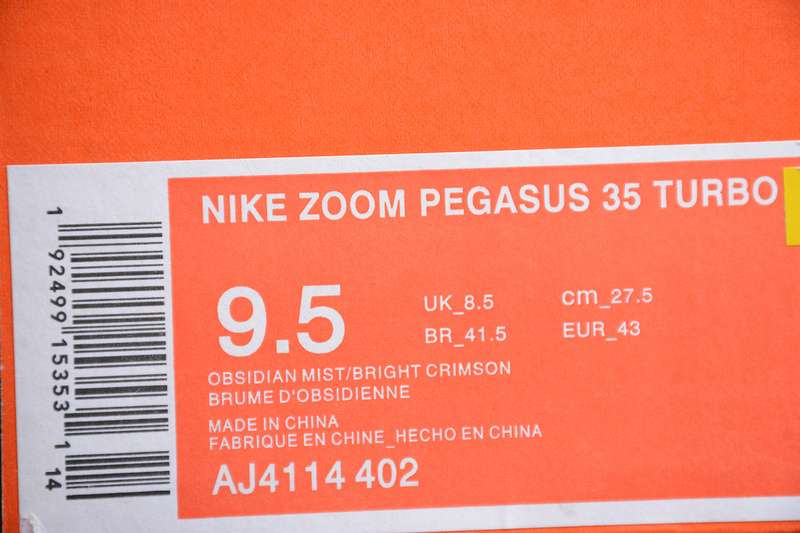 NIKE ZOOM PEGASUS 35 TURBO
9.5
UK_8.5
cm_27.5
BR_41.5
EUR_43
OBSIDIAN MIST/BRIGHT CRIMSON
BRUME D'OBSIDIENNE
MADE IN CHINA
FABRIQUE EN CHINE_HECHO EN CHINA
AJ4114 402
1 92499 15353 1 14